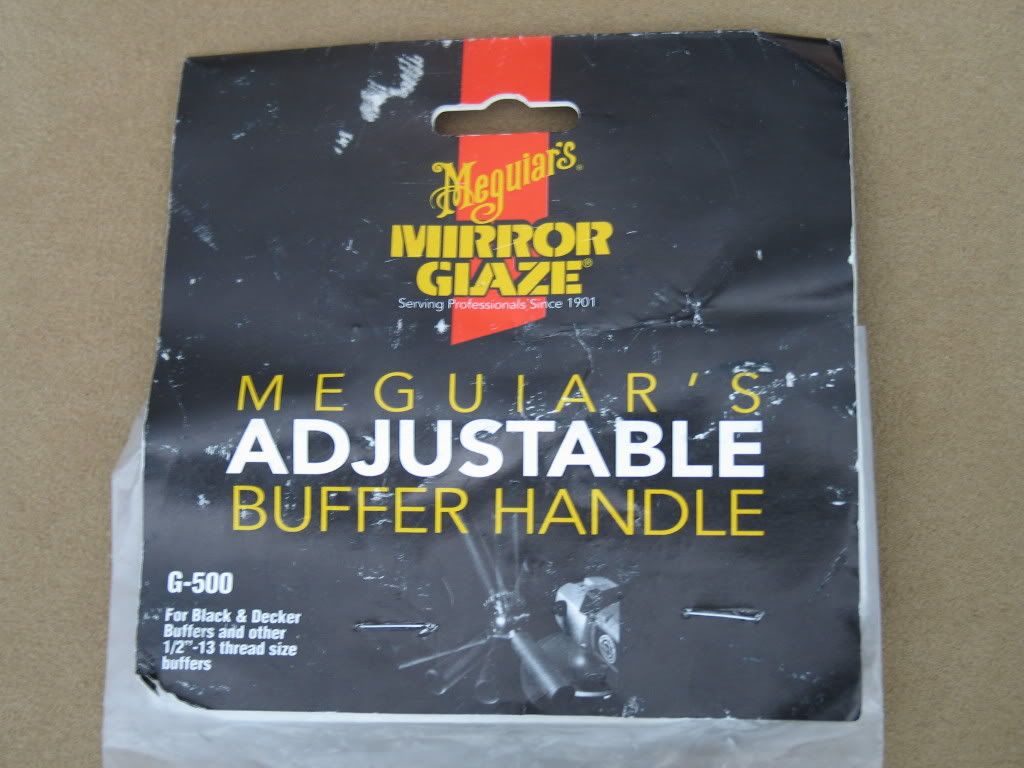 Meguiar's®
MIRROR
GLAZE®
Serving Professionals Since 1901
MEGUIAR'S
ADJUSTABLE
BUFFER HANDLE
G-500
For Black & Decker
Buffers and other
1/2"-13 thread size
buffers